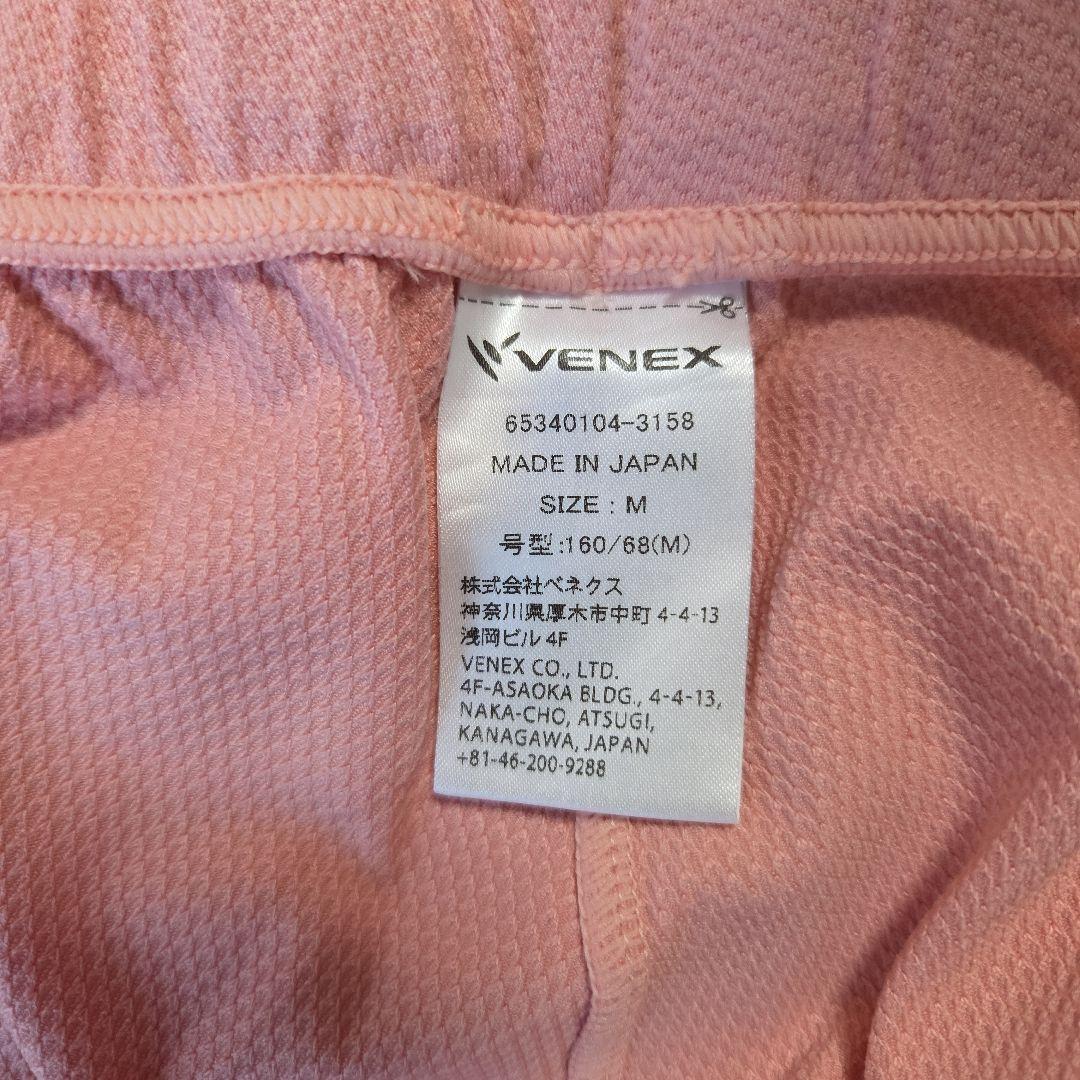 VENEX
65340104-3158
MADE IN JAPAN
SIZE : M
号型:160/68(M)
株式会社ベネクス
神奈川県厚木市中町 4-4-13
浅岡ビル 4F
VENEX CO., LTD.
4F-ASAOKA BLDG., 4-4-13,
NAKA-CHO, ATSUGI,
KANAGAWA, JAPAN
+81-46-200-9288